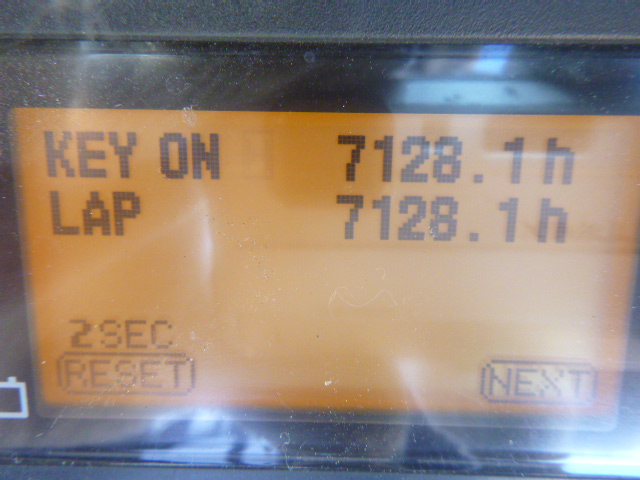 KEY ON 7128.1h
LAP 7128.1h
2SEC
RESET NEXT